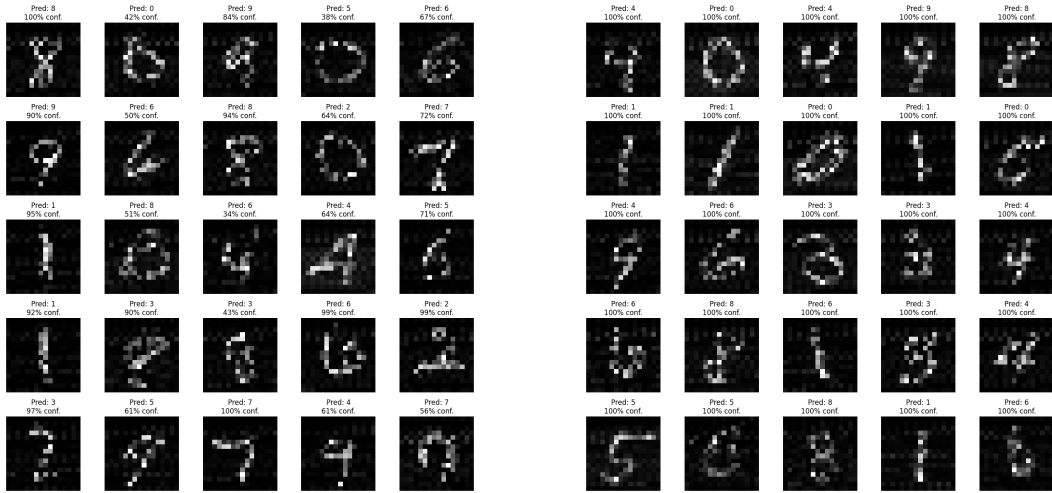 Pred: 8 Pred: 0 Pred: 9 Pred: 5 Pred: 6 Pred: 4 Pred: 0 Pred: 4 Pred: 9 Pred: 8
100% conf. 42% conf. 84% conf. 38% conf. 67% conf. 100% conf. 100% conf. 100% conf. 100% conf. 100% conf.
Pred: 9 Pred: 6 Pred: 8 Pred: 2 Pred: 7 Pred: 1 Pred: 1 Pred: 0 Pred: 1 Pred: 0
90% conf. 50% conf. 94% conf. 64% conf. 72% conf. 100% conf. 100% conf. 100% conf. 100% conf. 100% conf.
Pred: 1 Pred: 8 Pred: 6 Pred: 4 Pred: 5 Pred: 4 Pred: 6 Pred: 3 Pred: 3 Pred: 4
95% conf. 51% conf. 34% conf. 64% conf. 71% conf. 100% conf. 100% conf. 100% conf. 100% conf. 100% conf.
Pred: 1 Pred: 3 Pred: 3 Pred: 6 Pred: 2 Pred: 6 Pred: 8 Pred: 6 Pred: 3 Pred: 4
92% conf. 90% conf. 43% conf. 99% conf. 99% conf. 100% conf. 100% conf. 100% conf. 100% conf. 100% conf.
Pred: 3 Pred: 5 Pred: 7 Pred: 4 Pred: 7 Pred: 5 Pred: 5 Pred: 8 Pred: 1 Pred: 6
97% conf. 61% conf. 100% conf. 61% conf. 56% conf. 100% conf. 100% conf. 100% conf. 100% conf. 100% conf.